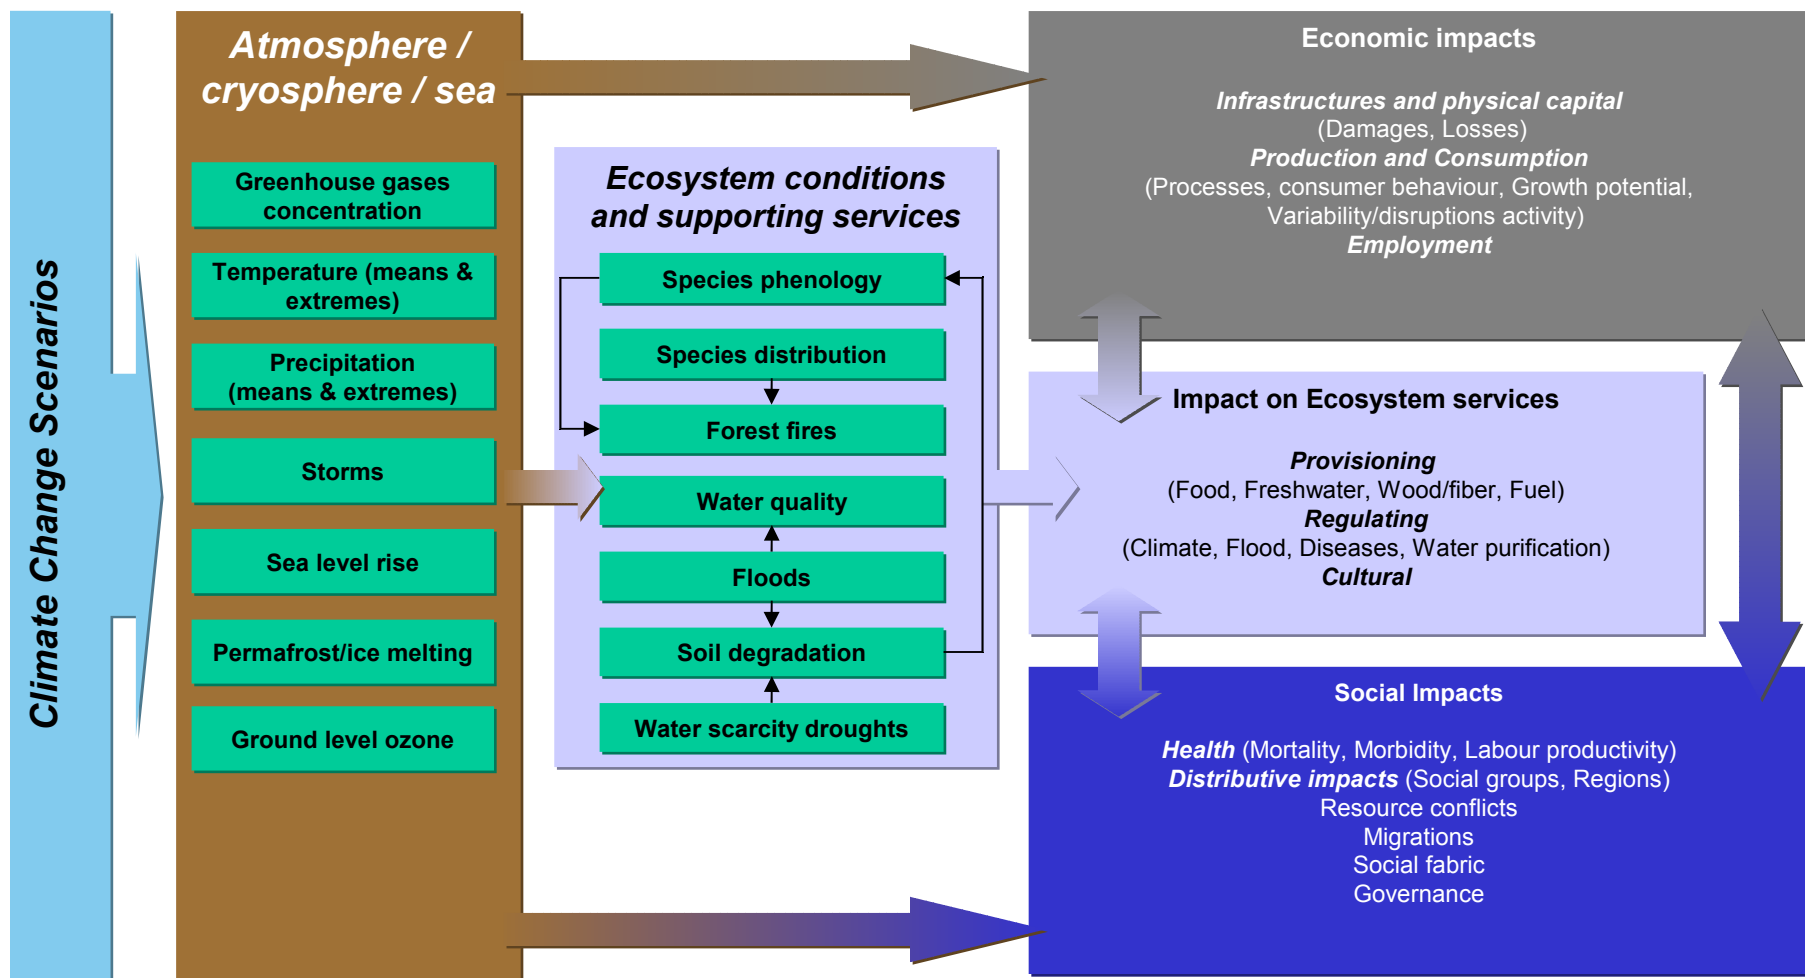 Climate Change Scenarios
Atmosphere /
cryosphere / sea
Greenhouse gases
concentration
Temperature (means &
extremes)
Precipitation
(means & extremes)
Storms
Sea level rise
Permafrost/ice melting
Ground level ozone
Ecosystem conditions
and supporting services
Species phenology
Species distribution
Forest fires
Water quality
Floods
Soil degradation
Water scarcity droughts
Economic impacts
Infrastructures and physical capital
(Damages, Losses)
Production and Consumption
(Processes, consumer behaviour, Growth potential,
Variability/disruptions activity)
Employment
Impact on Ecosystem services
Provisioning
(Food, Freshwater, Wood/fiber, Fuel)
Regulating
(Climate, Flood, Diseases, Water purification)
Cultural
Social Impacts
Health (Mortality, Morbidity, Labour productivity)
Distributive impacts (Social groups, Regions)
Resource conflicts
Migrations
Social fabric
Governance